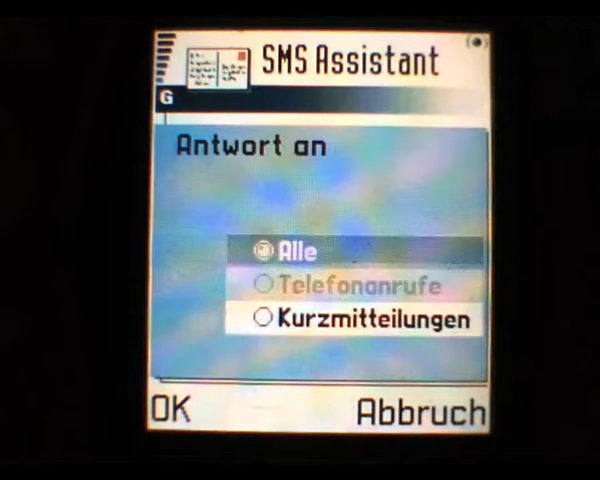 SMS Assistant
G
Antwort an
Alle
Telefonanrufe
Kurzmitteilungen
OK
Abbruch